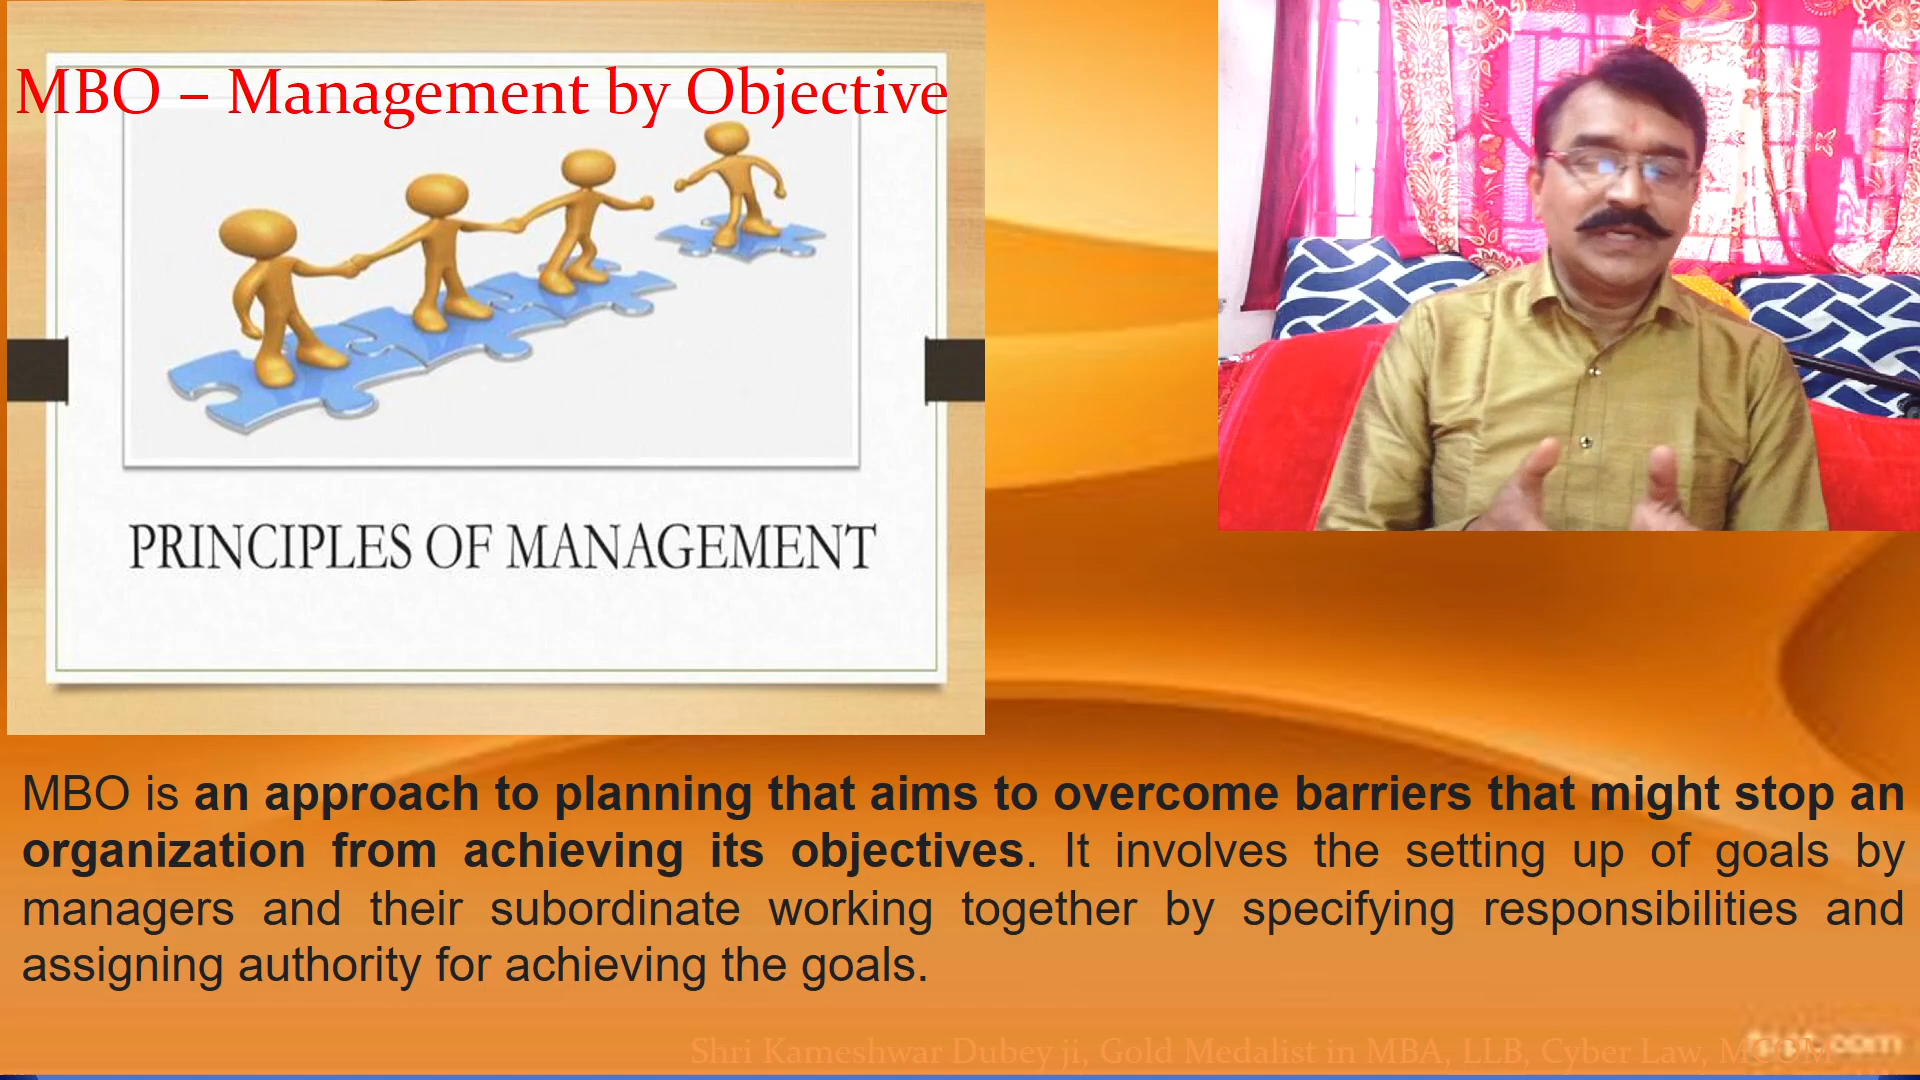 MBO – Management by Objective
PRINCIPLES OF MANAGEMENT
MBO is an approach to planning that aims to overcome barriers that might stop an
organization from achieving its objectives. It involves the setting up of goals by
managers and their subordinate working together by specifying responsibilities and
assigning authority for achieving the goals.
Shri Kameshwar Dubey ji, Gold Medalist in MBA, LLB, Cyber Law,